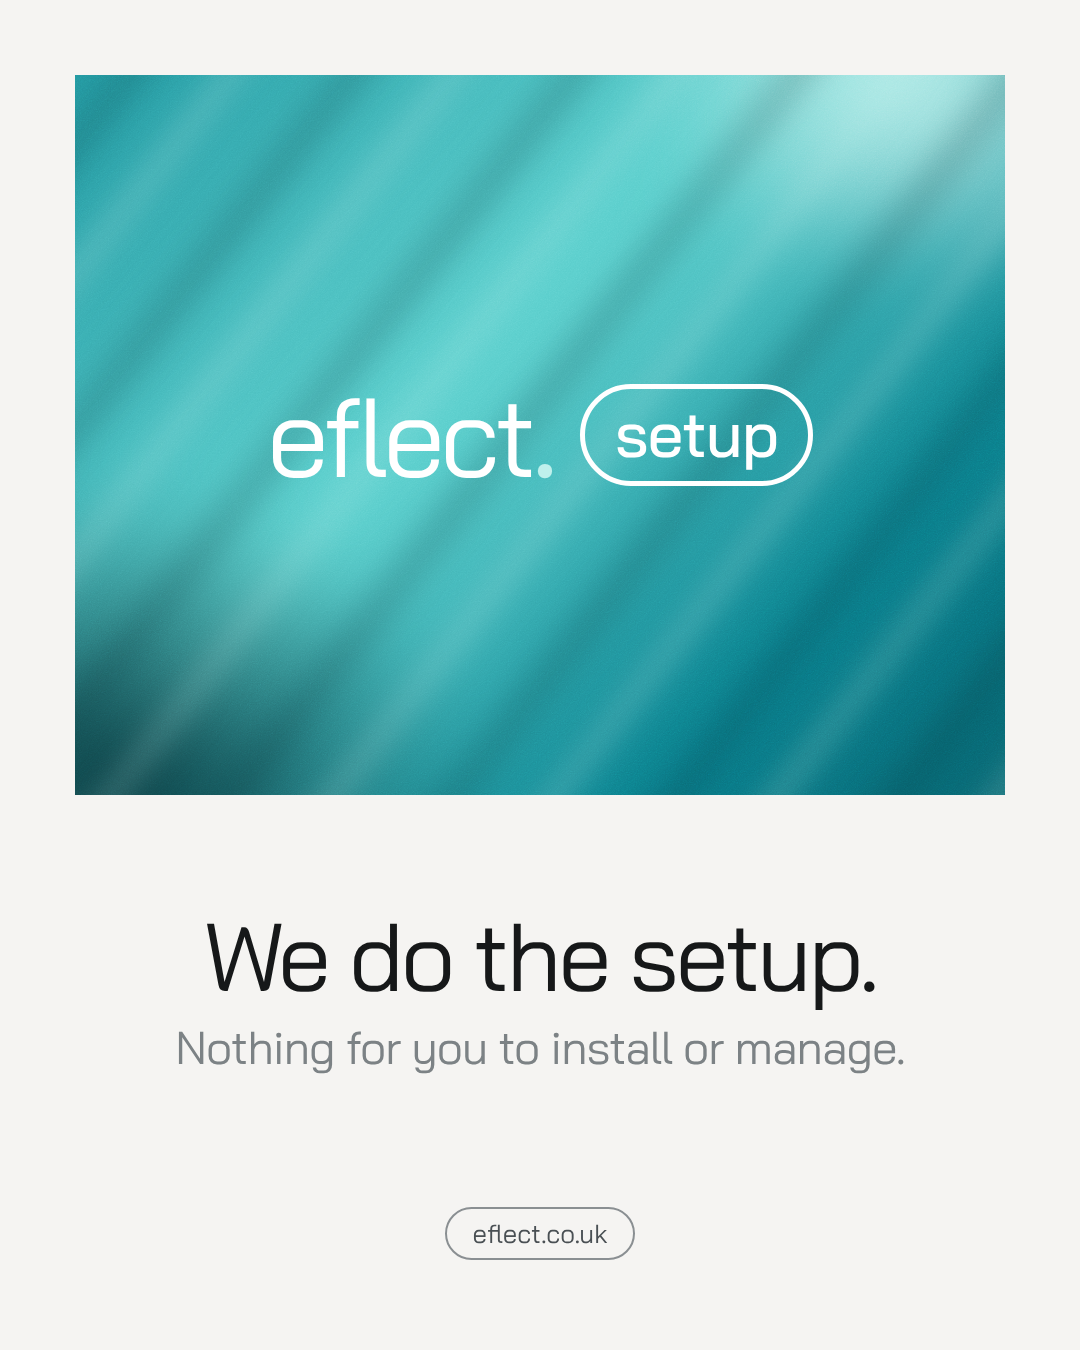 eflect. setup
We do the setup.
Nothing for you to install or manage.
eflect.co.uk